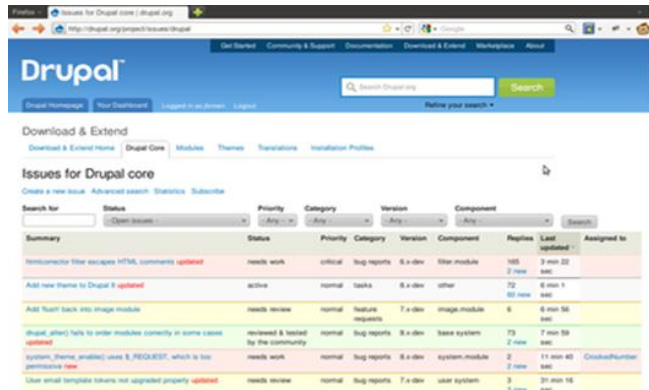 Firefox
Issues for Drupal core | drupal.org
http://drupal.org/project/issues/drupal
Google
Get Started Community & Support Documentation Download & Extend Marketplace About
Drupal
Search Drupal.org Search
Drupal Homepage Your Dashboard Logged in as Logout
Refine your search
Download & Extend
Download & Extend Home Drupal Core Modules Themes Translations Installation Profiles
Issues for Drupal core
Create a new issue Advanced search Statistics Subscribe
Search for Status Priority Category Version Component
- Open issues - - Any - - Any - - Any - - Any - Search
Summary Status Priority Category Version Component Replies Last updated Assigned to
htmlcorrector filter escapes HTML comments updated needs work critical bug reports 6.x-dev filter.module 165 3 min 22
2 new sec
Add new theme to Drupal 8 updated active normal tasks 8.x-dev other 72 6 min 1
60 new sec
Add 'flush' back into image module needs review normal feature 7.x-dev image.module 6 6 min 56
requests sec
drupal_alter() fails to order modules correctly in some cases reviewed & tested normal bug reports 8.x-dev base system 73 7 min 59
updated by the community 2 new sec
system_theme_enable() uses $_REQUEST, which is too needs work normal bug reports 8.x-dev system.module 2 11 min 40 CrookedNumber
permissive new 2 new sec
User email template tokens not upgraded properly updated needs review normal bug reports 7.x-dev user system 3 31 min 16